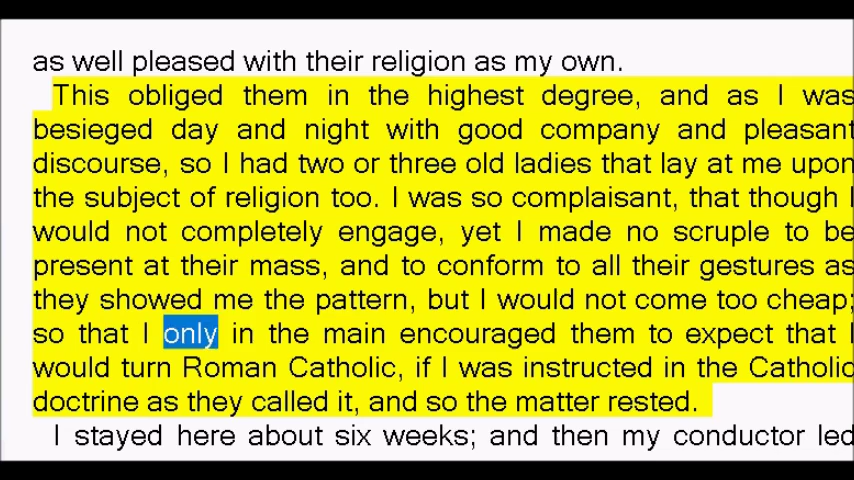 as well pleased with their religion as my own.
This obliged them in the highest degree, and as I was
besieged day and night with good company and pleasant
discourse, so I had two or three old ladies that lay at me upon
the subject of religion too. I was so complaisant, that though I
would not completely engage, yet I made no scruple to be
present at their mass, and to conform to all their gestures as
they showed me the pattern, but I would not come too cheap;
so that I only in the main encouraged them to expect that I
would turn Roman Catholic, if I was instructed in the Catholic
doctrine as they called it, and so the matter rested.
I stayed here about six weeks; and then my conductor led